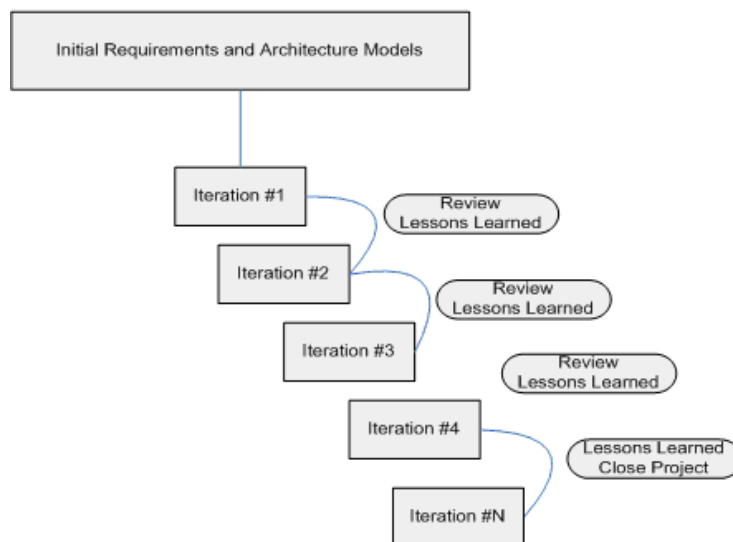 Initial Requirements and Architecture Models
Iteration #1
Review
Lessons Learned
Iteration #2
Review
Lessons Learned
Iteration #3
Review
Lessons Learned
Iteration #4
Lessons Learned
Close Project
Iteration #N